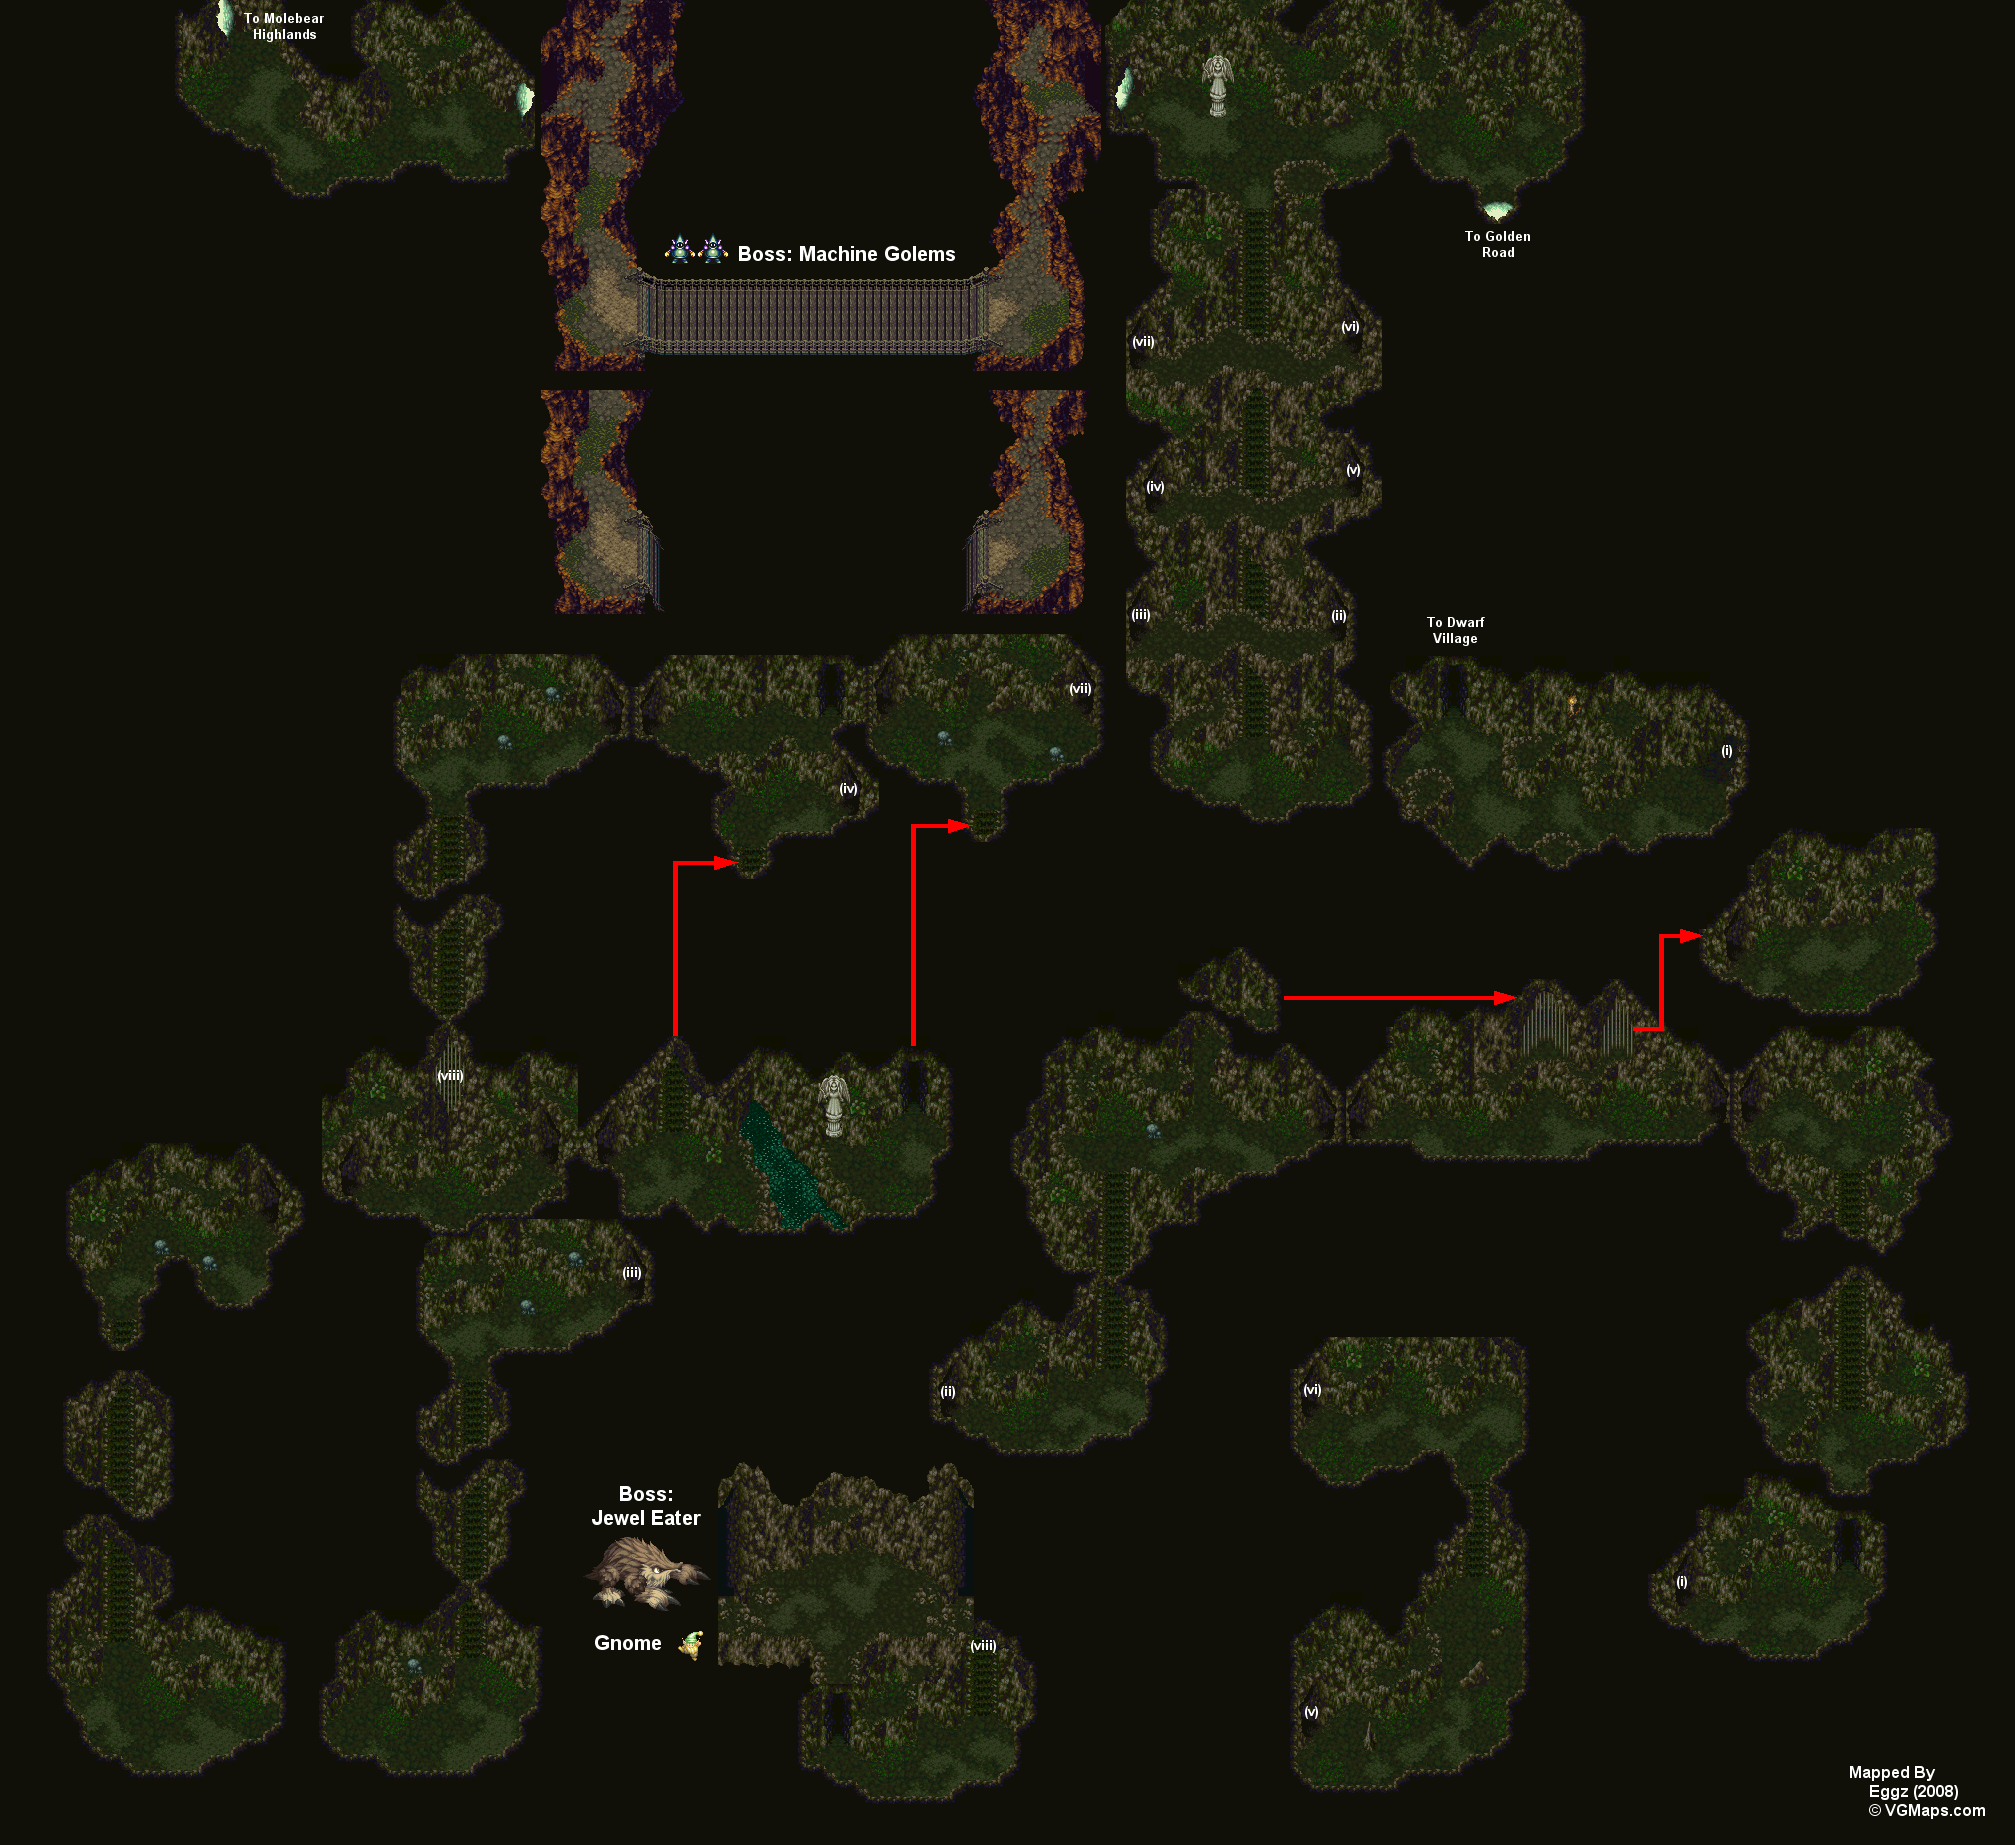 To Molebear
Highlands
Boss: Machine Golems
To Golden
Road
(vi)
(vii)
(v)
(iv)
(iii)
(ii)
To Dwarf
Village
(vii)
(i)
(iv)
(viii)
(iii)
(ii)
(vi)
Boss:
Jewel Eater
(i)
Gnome
(viii)
(v)
Mapped By
Eggz (2008)
© VGMaps.com